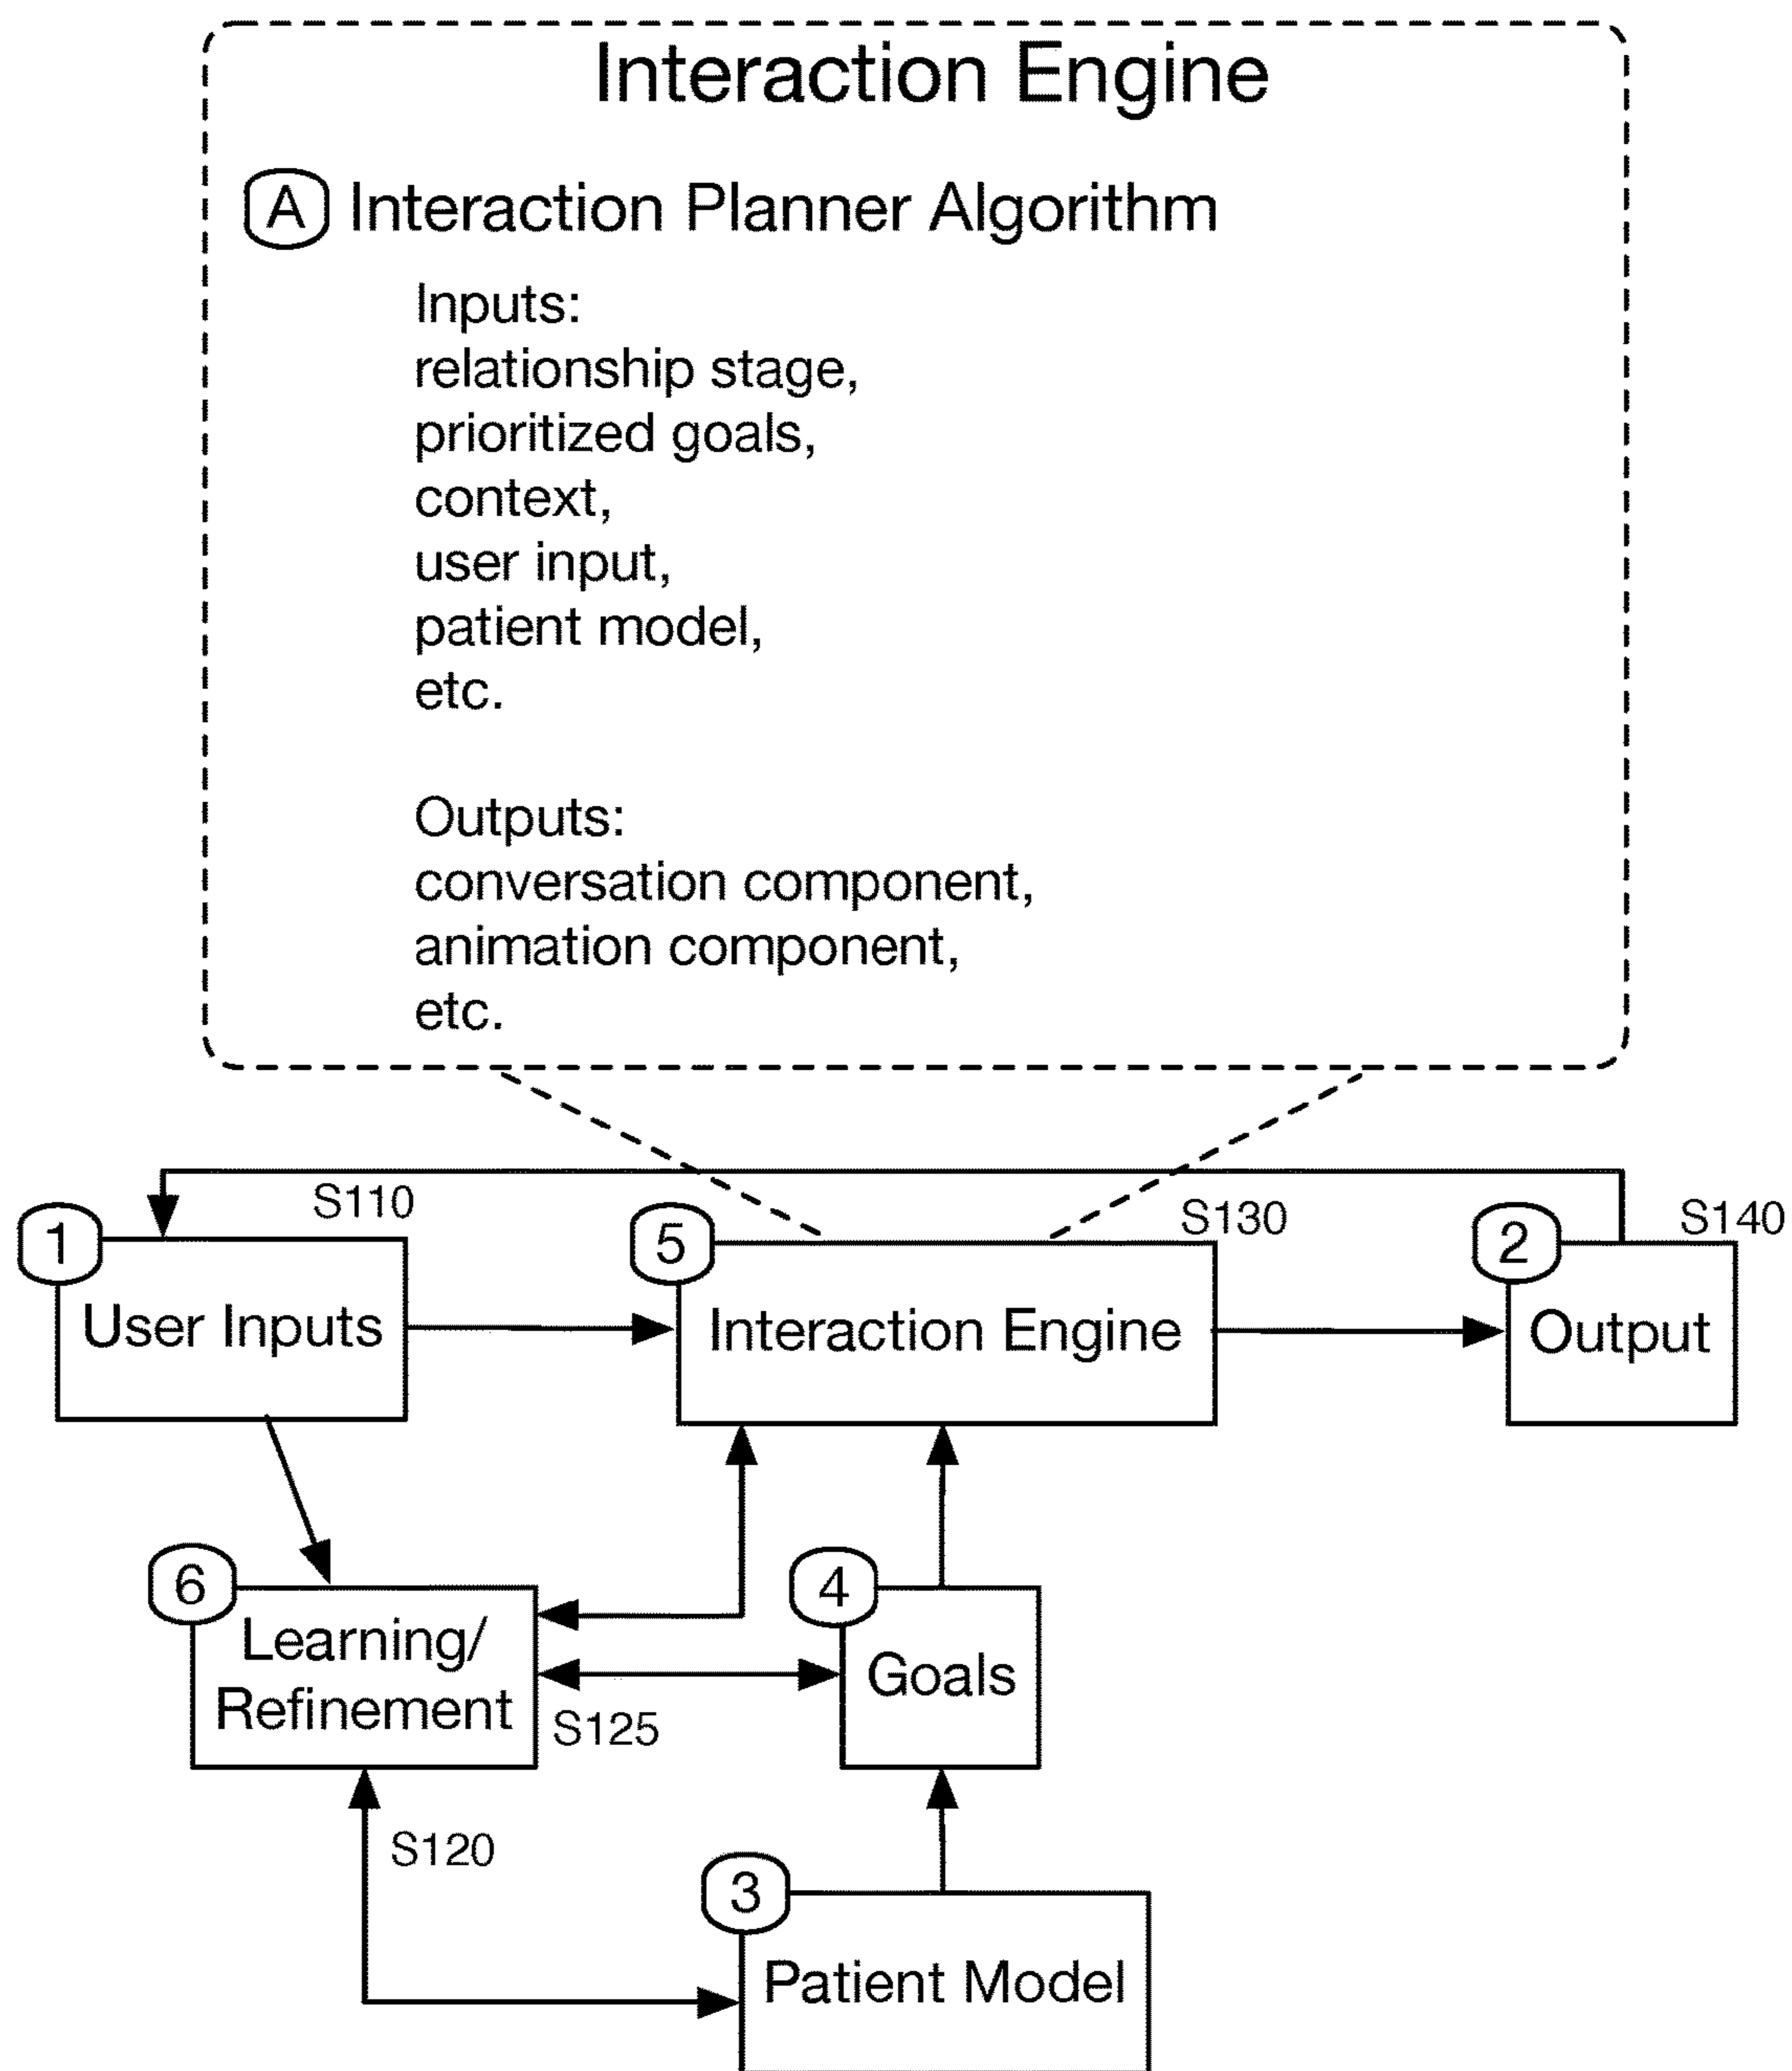 Interaction Engine
A Interaction Planner Algorithm
Inputs:
relationship stage,
prioritized goals,
context,
user input,
patient model,
etc.
Outputs:
conversation component,
animation component,
etc.
S110
S130
S140
1
5
2
User Inputs
Interaction Engine
Output
6
4
Learning/
Refinement
Goals
S125
S120
3
Patient Model